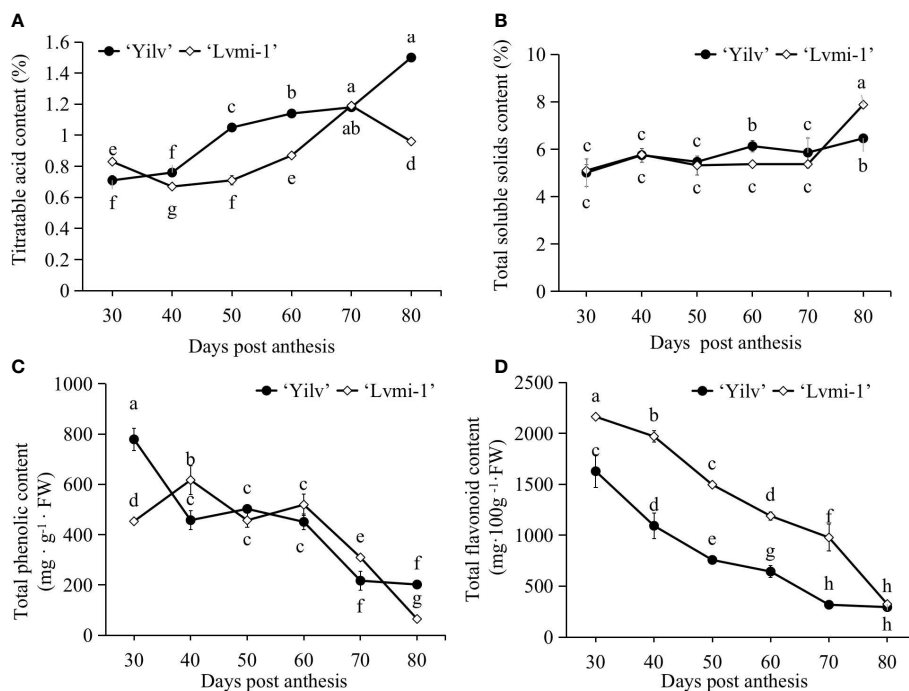 A
Titratable acid content (%)
1.6
1.4
1.2
1
0.8
0.6
0.4
0.2
0
'Yilv' 'Lvmi-1'
a
a
b
c
ab
e
f
d
e
f
g
f
30 40 50 60 70 80
Days post anthesis
B
Total soluble solids content (%)
10
8
6
4
2
0
'Yilv' 'Lvmi-1'
a
c
c
c
b
c
c
c
c
c
c
b
30 40 50 60 70 80
Days post anthesis
C
Total phenolic content
(mg · g⁻¹ · FW)
1000
800
600
400
200
0
'Yilv' 'Lvmi-1'
a
b
d
c
c
c
c
c
e
f
f
g
30 40 50 60 70 80
Days post anthesis
D
Total flavonoid content
(mg·100g⁻¹·FW)
2500
2000
1500
1000
500
0
'Yilv' 'Lvmi-1'
a
b
c
c
d
d
e
f
g
h
h
h
30 40 50 60 70 80
Days post anthesis